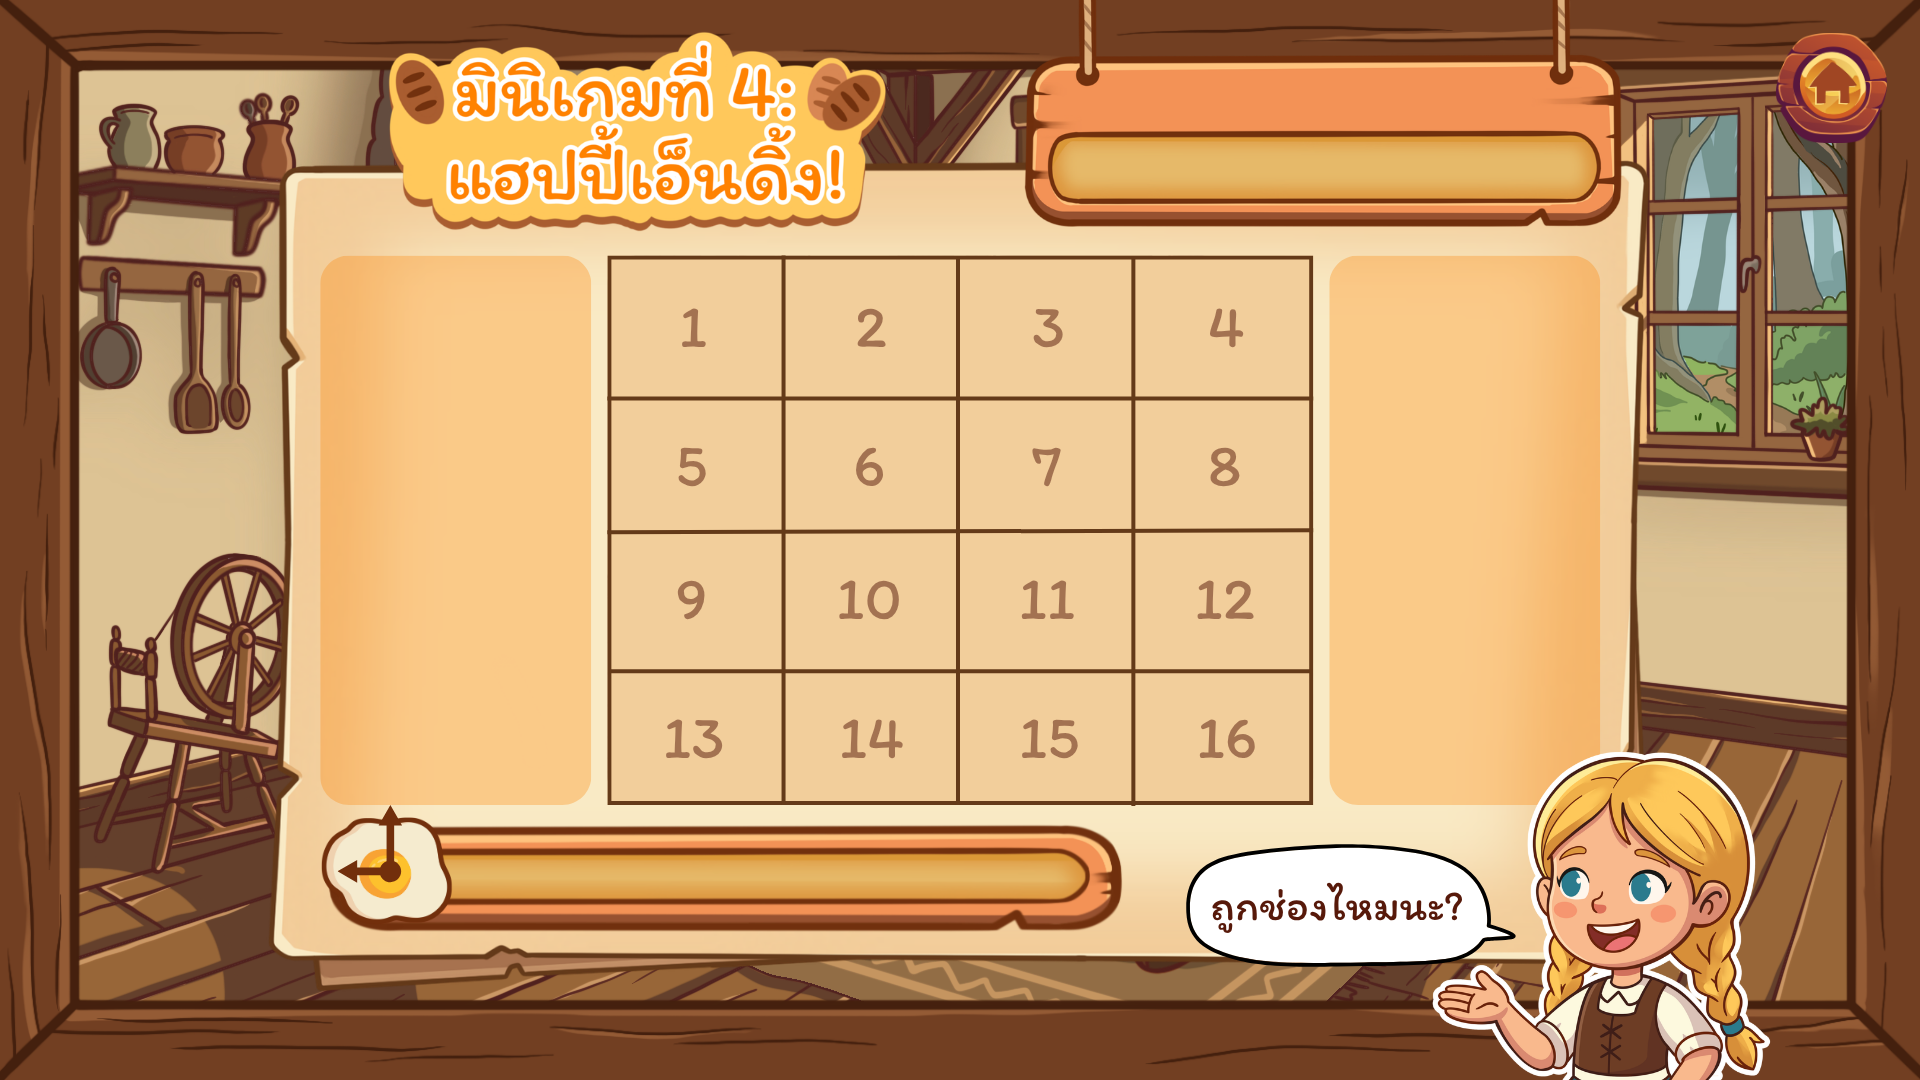 มินิเกมที่ 4:
แฮปปี้เอ็นดิ้ง!
1 2 3 4
5 6 7 8
9 10 11 12
13 14 15 16
ถูกช่องไหมนะ?